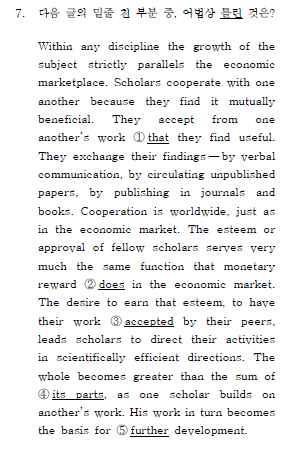 7. 다음 글의 밑줄 친 부분 중, 어법상 틀린 것은?
Within any discipline the growth of the
subject strictly parallels the economic
marketplace. Scholars cooperate with one
another because they find it mutually
beneficial. They accept from one
another's work ① that they find useful.
They exchange their findings — by verbal
communication, by circulating unpublished
papers, by publishing in journals and
books. Cooperation is worldwide, just as
in the economic market. The esteem or
approval of fellow scholars serves very
much the same function that monetary
reward ② does in the economic market.
The desire to earn that esteem, to have
their work ③ accepted by their peers,
leads scholars to direct their activities
in scientifically efficient directions. The
whole becomes greater than the sum of
④ its parts, as one scholar builds on
another's work. His work in turn becomes
the basis for ⑤ further development.